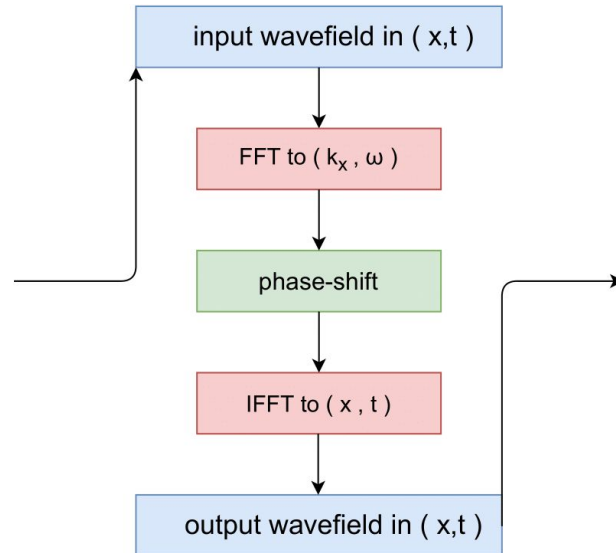 input wavefield in ( x,t )
FFT to ( kₓ , ω )
phase-shift
IFFT to ( x , t )
output wavefield in ( x,t )